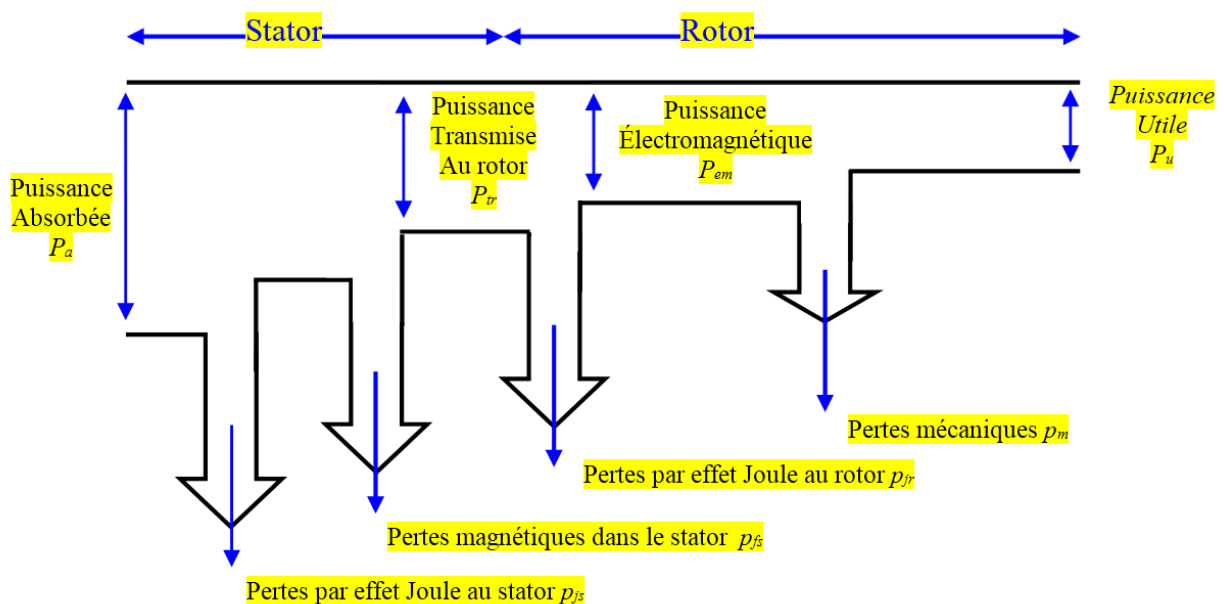 Stator
Rotor
Puissance
Absorbée
Pa
Puissance
Transmise
Au rotor
Ptr
Puissance
Électromagnétique
Pem
Puissance
Utile
Pu
Pertes mécaniques pm
Pertes par effet Joule au rotor pjr
Pertes magnétiques dans le stator pfs
Pertes par effet Joule au stator pjs